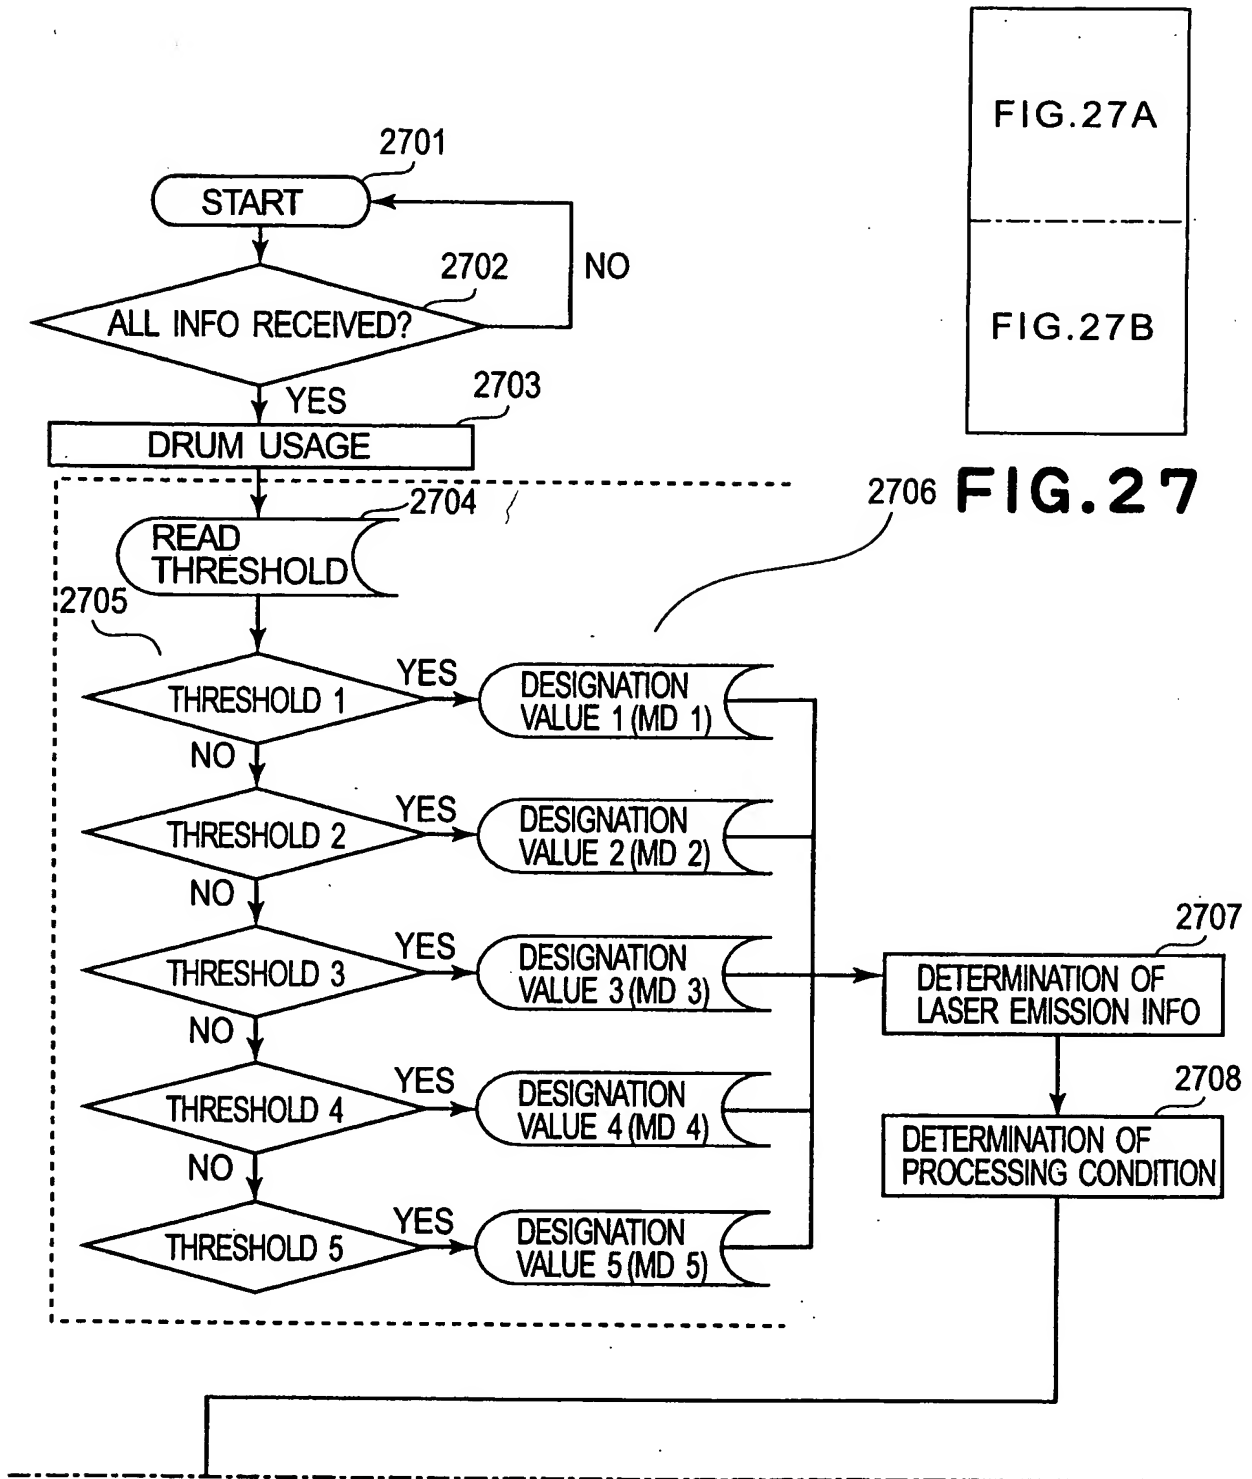 FIG.27A
FIG.27B
FIG.27
2701
START
NO
2702
ALL INFO RECEIVED?
YES
2703
DRUM USAGE
2704
READ
THRESHOLD
2705
2706
THRESHOLD 1
YES
DESIGNATION
VALUE 1 (MD 1)
NO
THRESHOLD 2
YES
DESIGNATION
VALUE 2 (MD 2)
NO
THRESHOLD 3
YES
DESIGNATION
VALUE 3 (MD 3)
2707
DETERMINATION OF
LASER EMISSION INFO
NO
THRESHOLD 4
YES
DESIGNATION
VALUE 4 (MD 4)
2708
DETERMINATION OF
PROCESSING CONDITION
NO
THRESHOLD 5
YES
DESIGNATION
VALUE 5 (MD 5)